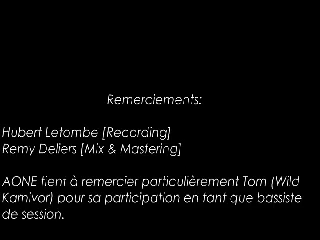 Remerciements:
Hubert Letombe [Recording]
Remy Deliers [Mix & Mastering]
AONE tient à remercier particulièrement Tom (Wild
Karnivor) pour sa participation en tant que bassiste
de session.